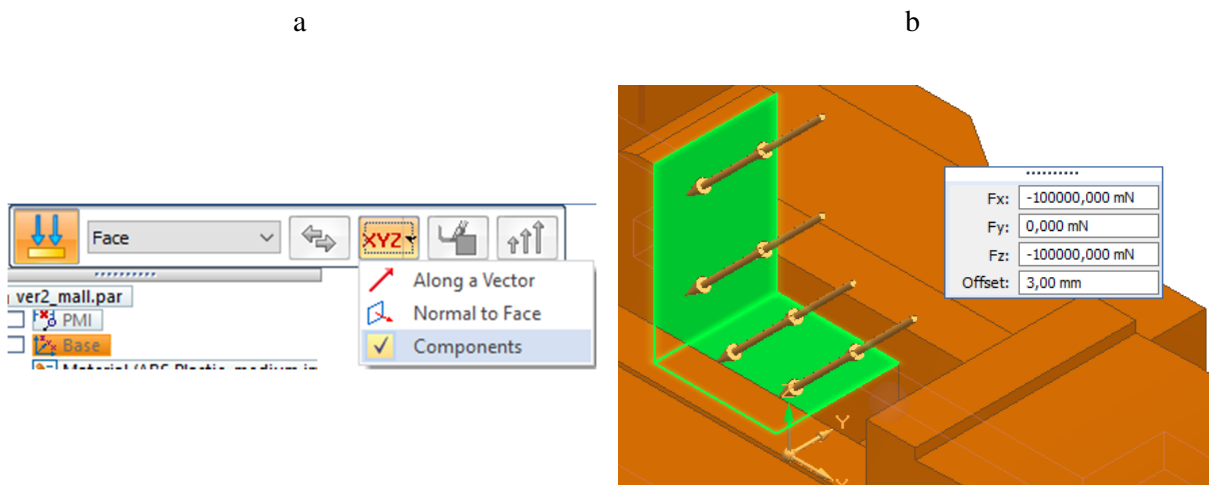 a
b
Face
XYZ
Along a Vector
Normal to Face
Components
ver2_mall.par
PMI
Base
Fx: -100000,000 mN
Fy: 0,000 mN
Fz: -100000,000 mN
Offset: 3,00 mm
Y